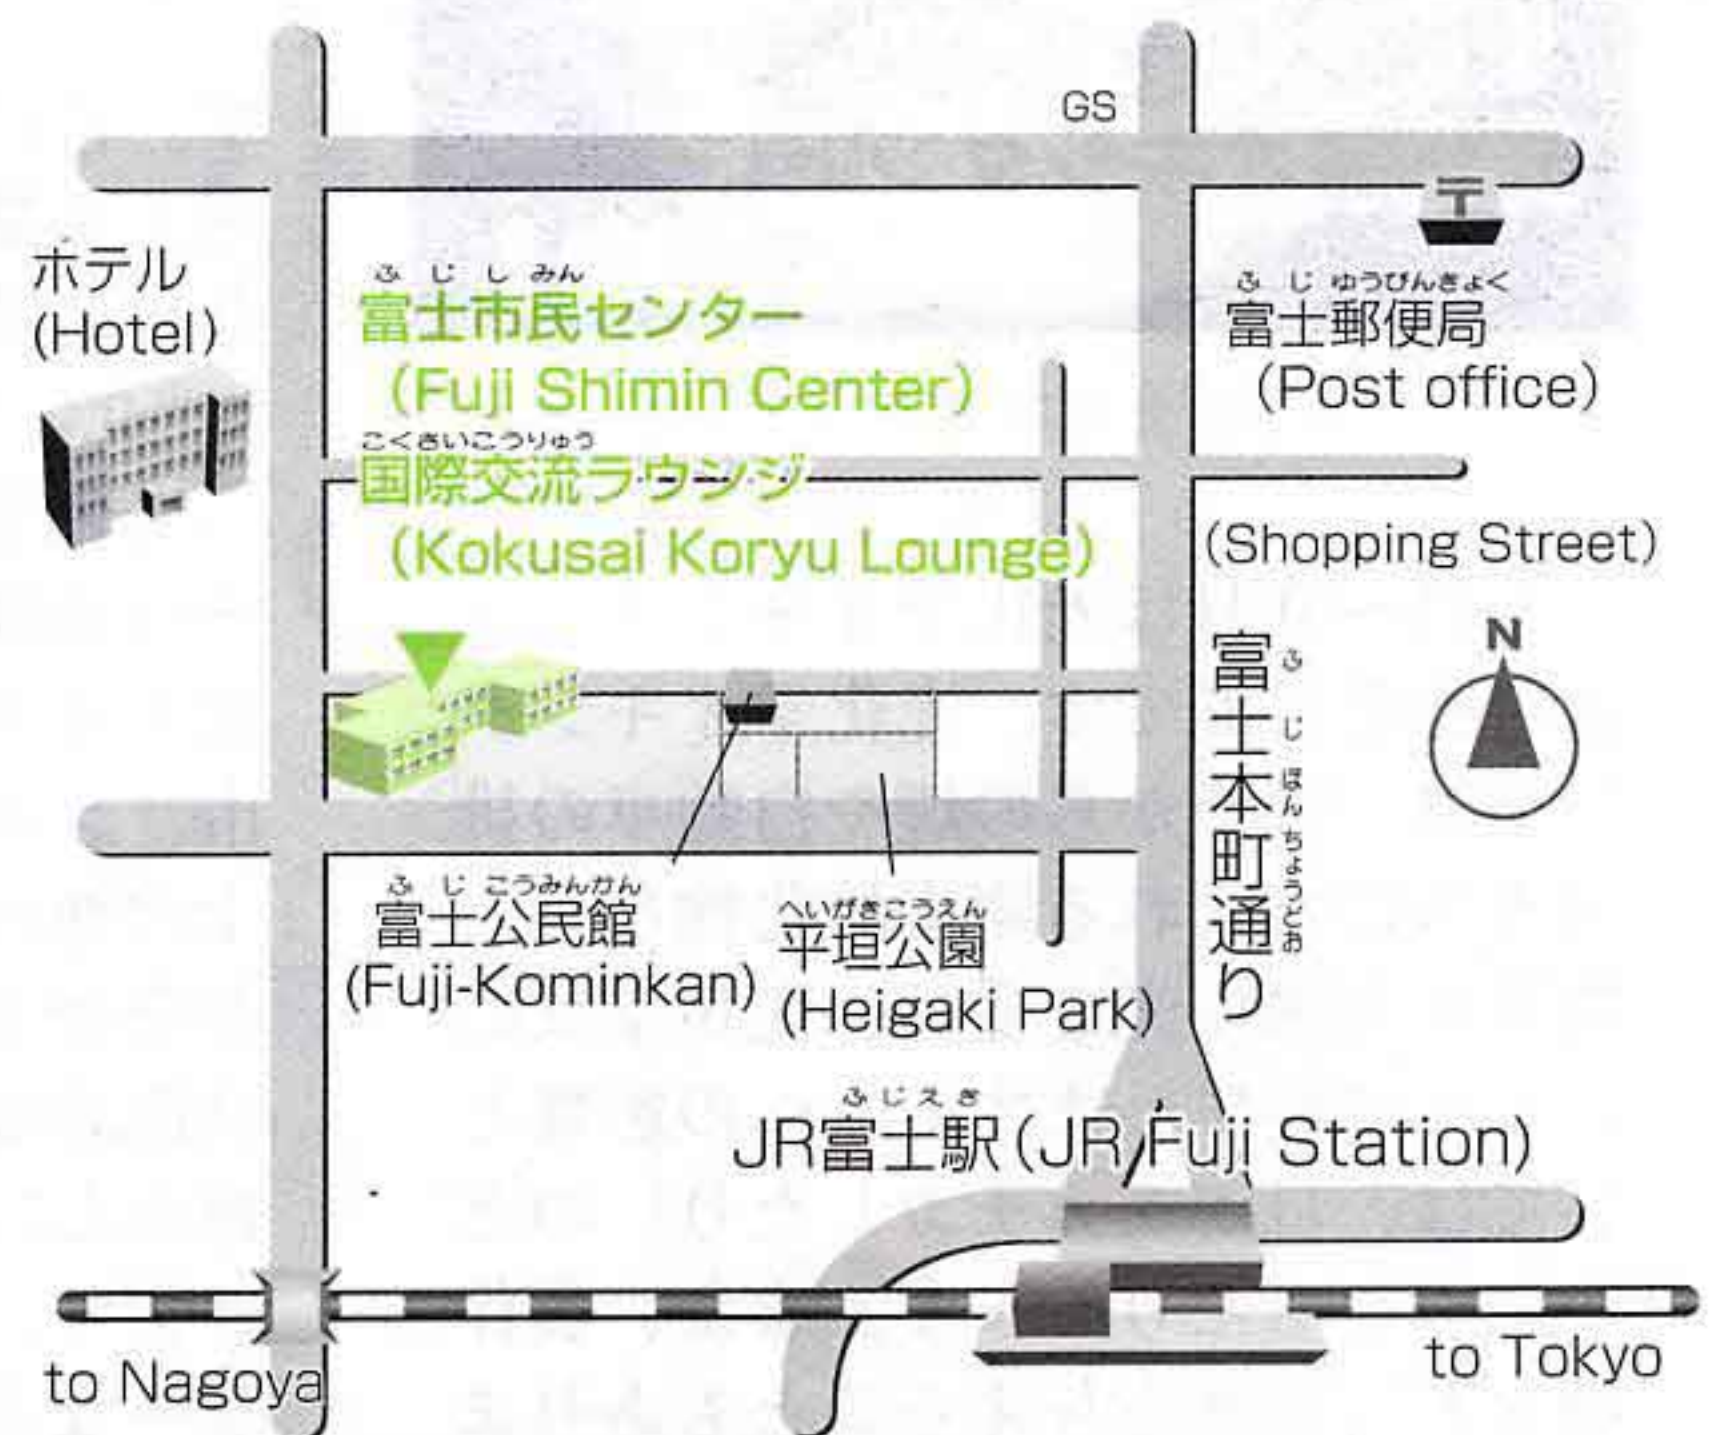 GS
ホテル
(Hotel)
ふじしみん
富士市民センター
(Fuji Shimin Center)
こくさいこうりゅう
国際交流ラウンジ
(Kokusai Koryu Lounge)
〒
ふじゆうびんきょく
富士郵便局
(Post office)
(Shopping Street)
N
富士本町通り
ふじほんちょうどお
ふじこうみんかん
富士公民館
(Fuji-Kominkan)
へいがきこうえん
平垣公園
(Heigaki Park)
ふじえき
JR富士駅(JR Fuji Station)
to Nagoya
to Tokyo